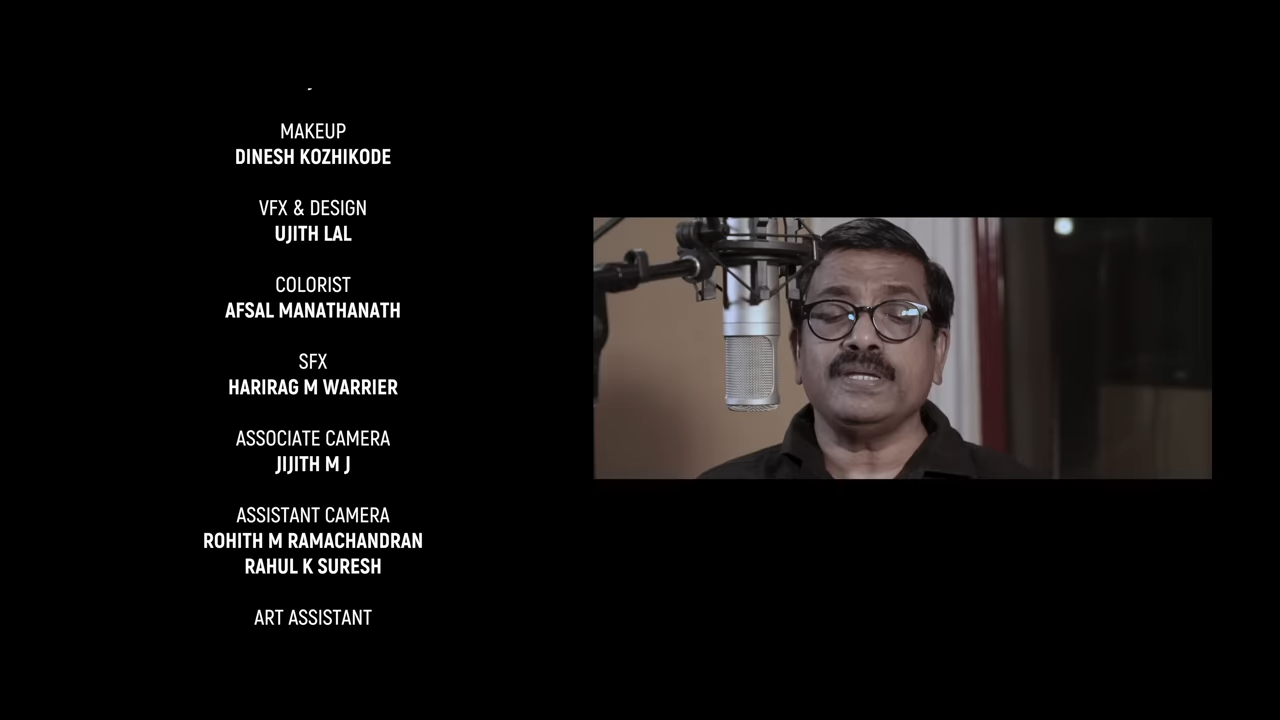 MAKEUP
DINESH KOZHIKODE
VFX & DESIGN
UJITH LAL
COLORIST
AFSAL MANATHANATH
SFX
HARIRAG M WARRIER
ASSOCIATE CAMERA
JIJITH M J
ASSISTANT CAMERA
ROHITH M RAMACHANDRAN
RAHUL K SURESH
ART ASSISTANT